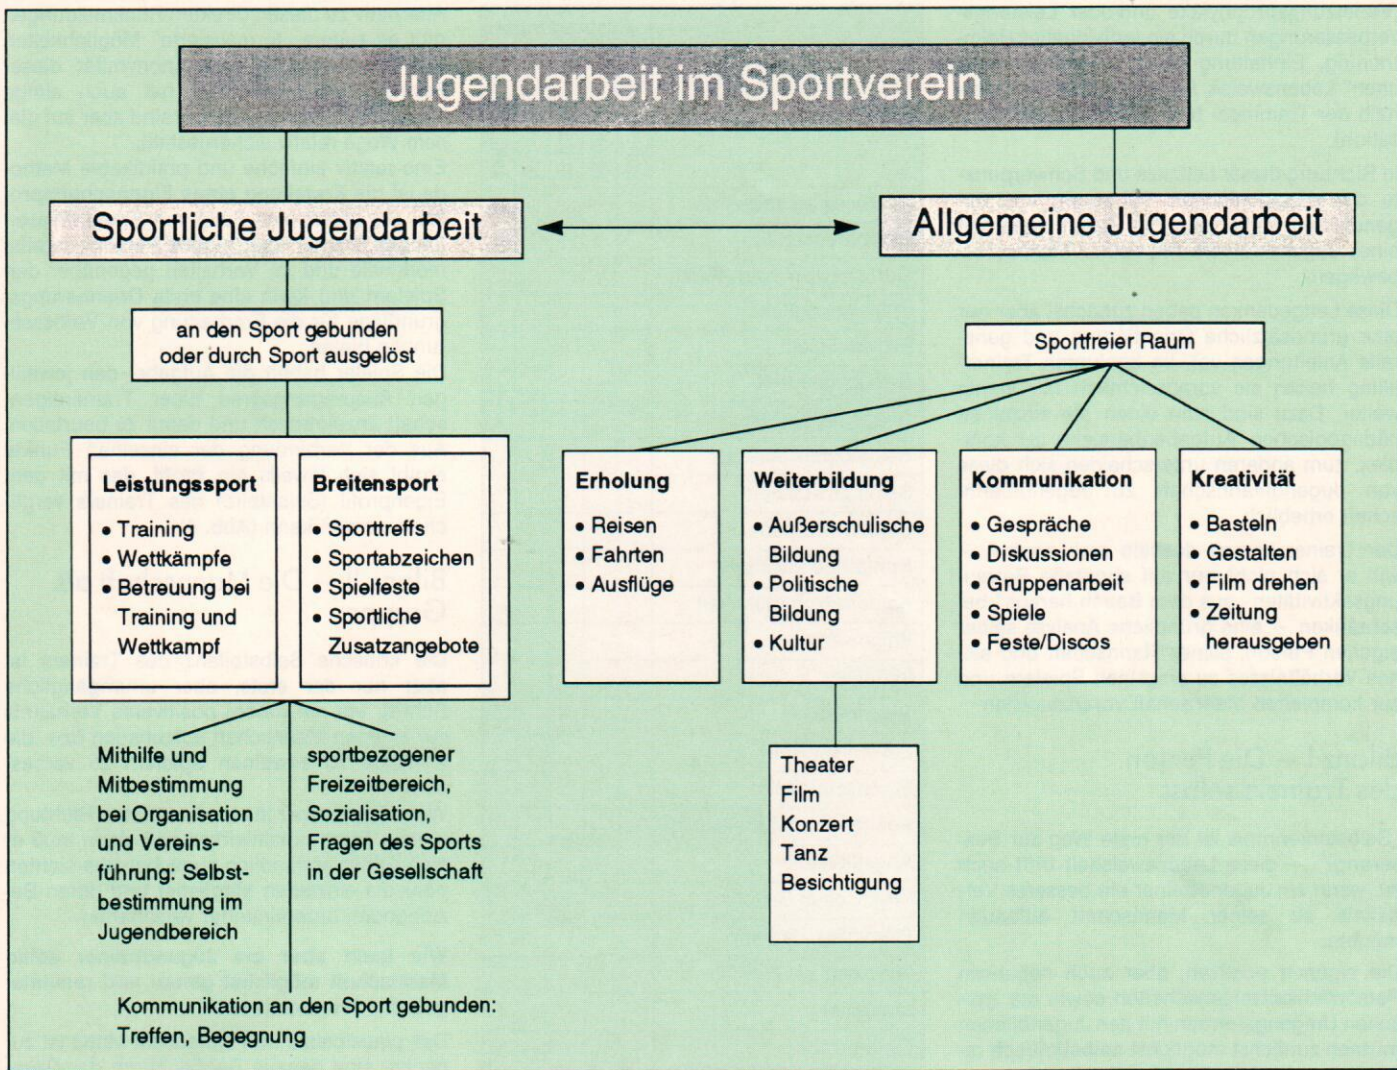 Jugendarbeit im Sportverein
Sportliche Jugendarbeit
Allgemeine Jugendarbeit
an den Sport gebunden
oder durch Sport ausgelöst
Sportfreier Raum
Leistungssport
• Training
• Wettkämpfe
• Betreuung bei
Training und
Wettkampf
Breitensport
• Sporttreffs
• Sportabzeichen
• Spielfeste
• Sportliche
Zusatzangebote
Erholung
• Reisen
• Fahrten
• Ausflüge
Weiterbildung
• Außerschulische
Bildung
• Politische
Bildung
• Kultur
Kommunikation
• Gespräche
• Diskussionen
• Gruppenarbeit
• Spiele
• Feste/Discos
Kreativität
• Basteln
• Gestalten
• Film drehen
• Zeitung
herausgeben
Mithilfe und
Mitbestimmung
bei Organisation
und Vereins-
führung: Selbst-
bestimmung im
Jugendbereich
sportbezogener
Freizeitbereich,
Sozialisation,
Fragen des Sports
in der Gesellschaft
Theater
Film
Konzert
Tanz
Besichtigung
Kommunikation an den Sport gebunden:
Treffen, Begegnung